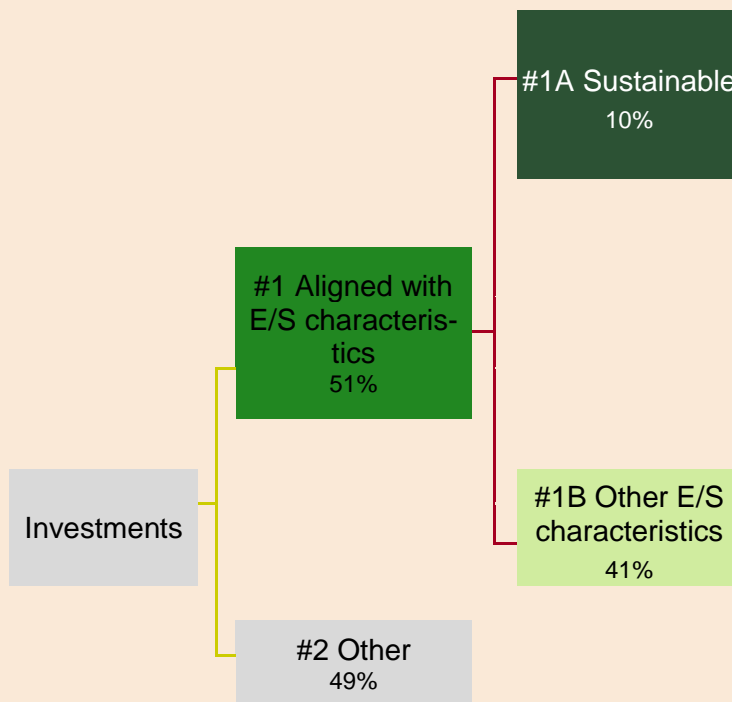 #1A Sustainable
10%
#1 Aligned with
E/S characteris-
tics
51%
Investments
#1B Other E/S
characteristics
41%
#2 Other
49%